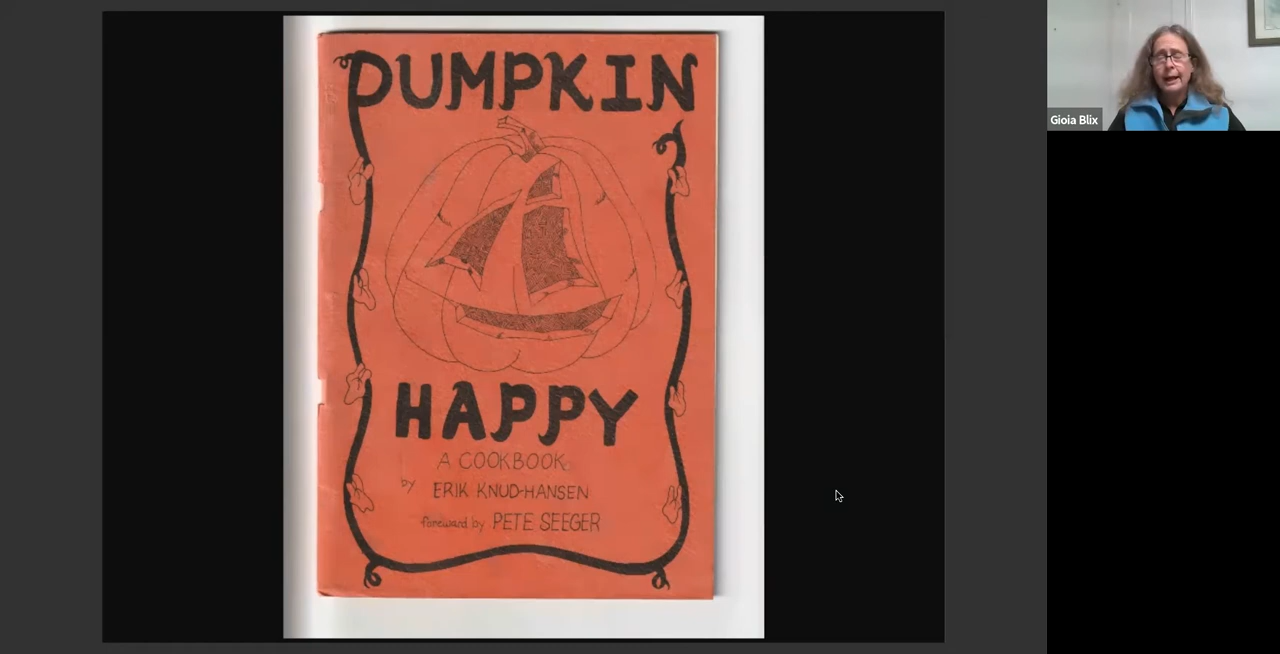 PUMPKIN
HAPPY
A COOKBOOK
by ERIK KNUD-HANSEN
foreward by PETE SEEGER
Gioia Blix